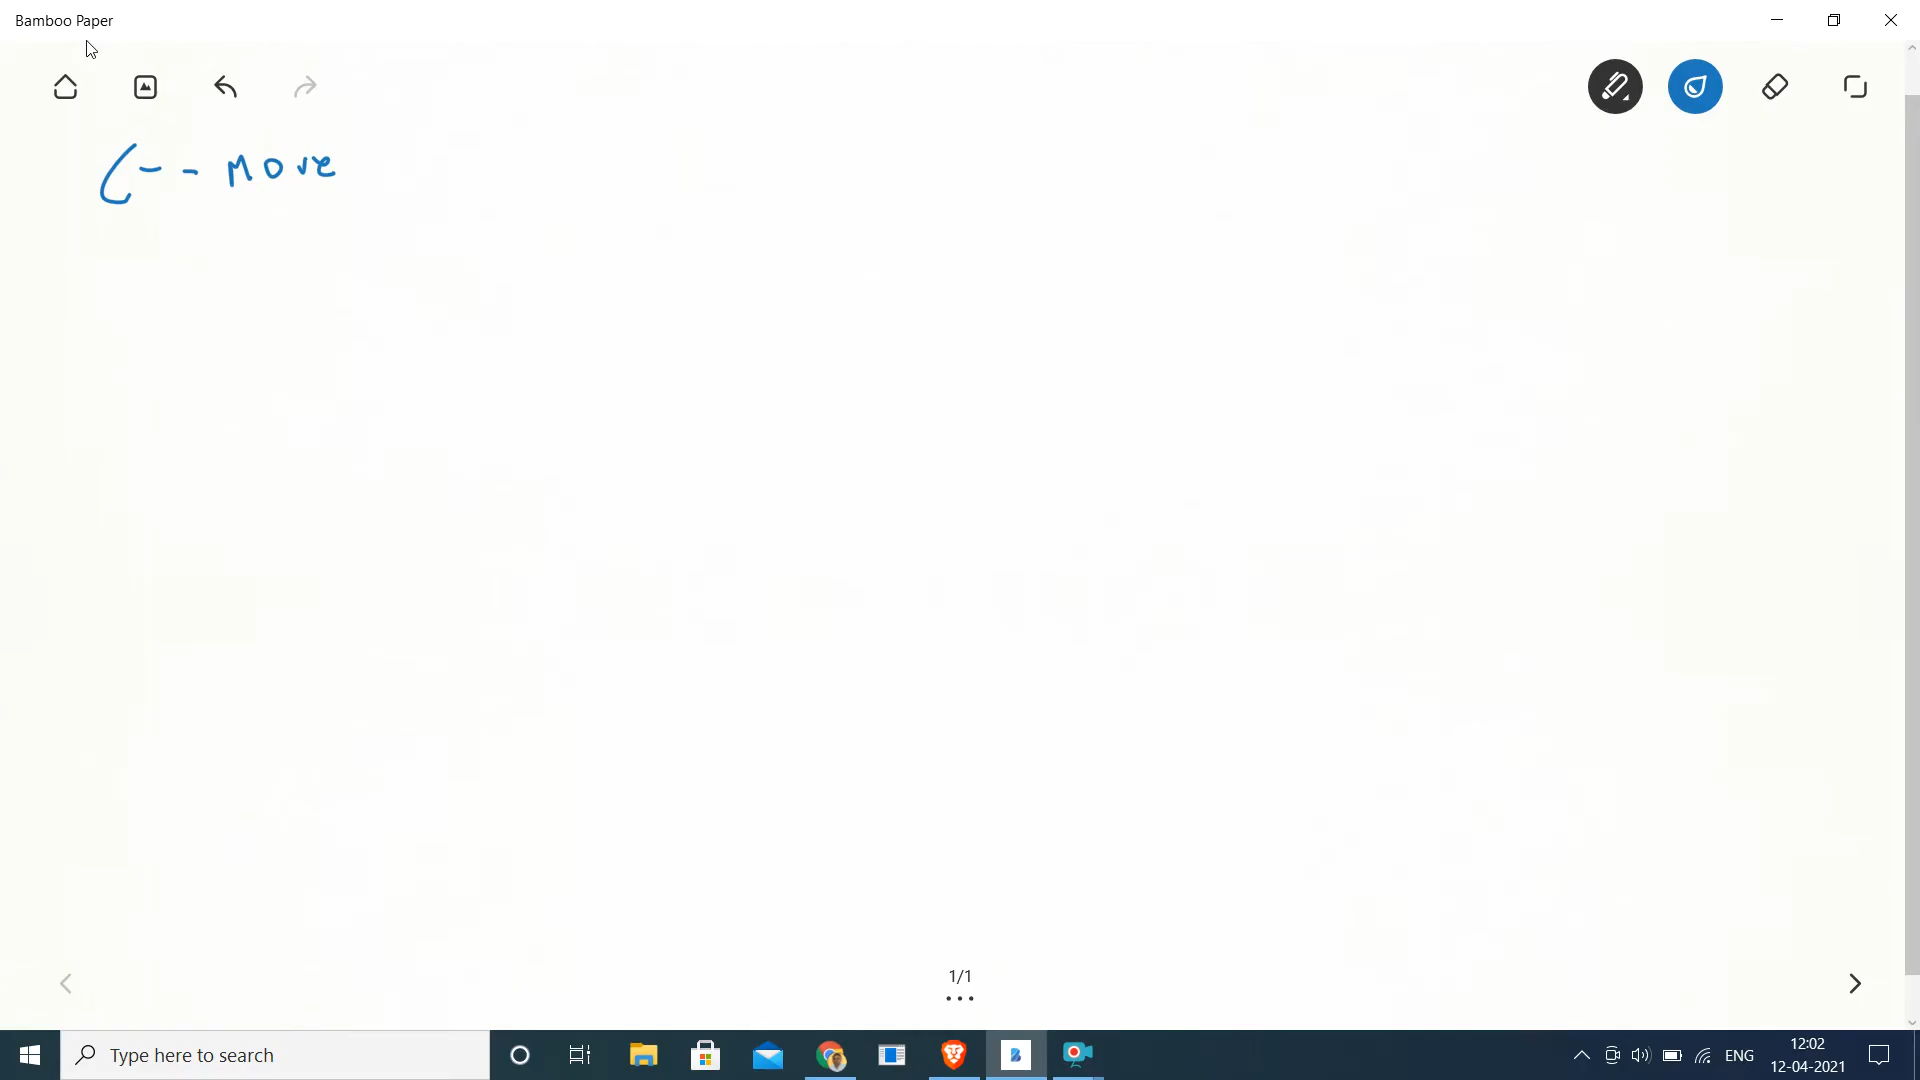 Bamboo Paper
(-- Move
1/1
Type here to search
ENG
12:02
12-04-2021